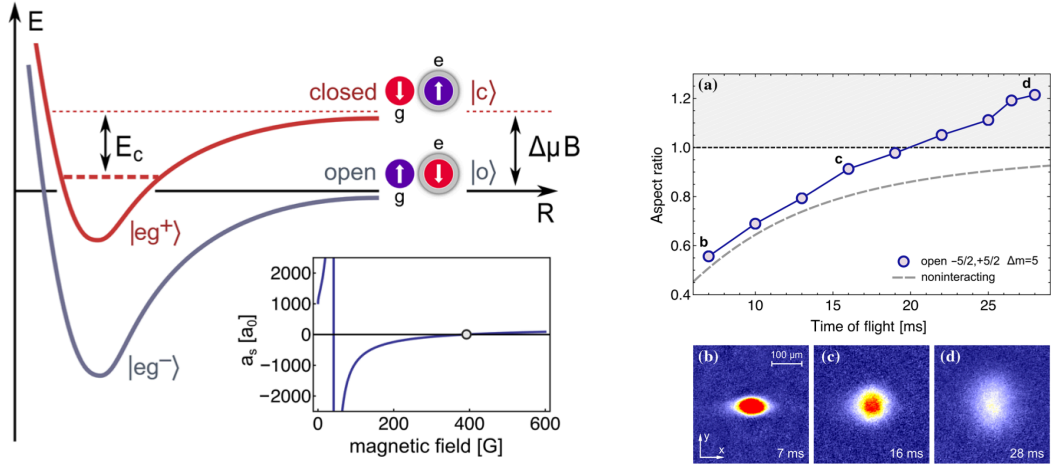 E
e
closed ↓ ↑ |c⟩
g
E_c
Δμ B
e
open ↑ ↓ |o⟩
g
R
|eg⁺⟩
|eg⁻⟩
2000
1000
0
−1000
−2000
a_s [a_0]
0 200 400 600
magnetic field [G]
(a)
d
1.2
1.0
0.8
0.6
0.4
Aspect ratio
c
b
open −5/2,+5/2 Δm=5
noninteracting
10 15 20 25
Time of flight [ms]
(b) (c) (d)
100 μm
y
x
7 ms 16 ms 28 ms